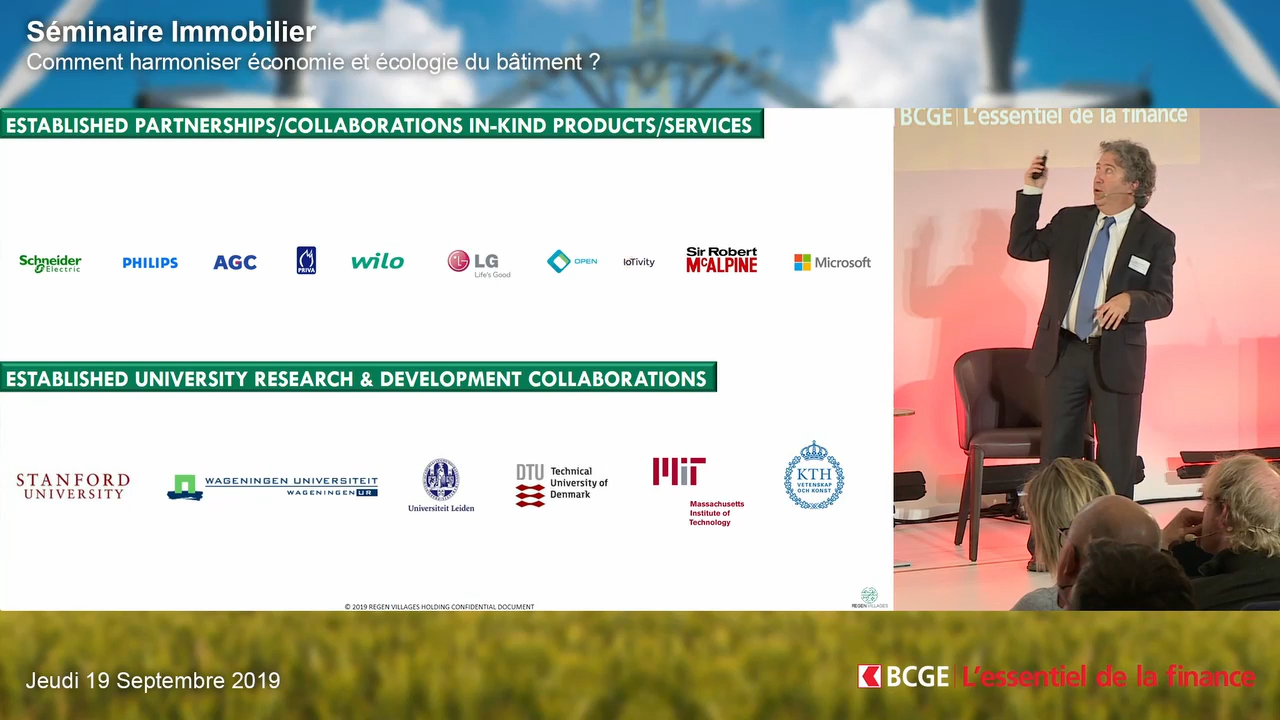 Séminaire Immobilier
Comment harmoniser économie et écologie du bâtiment ?
ESTABLISHED PARTNERSHIPS/COLLABORATIONS IN-KIND PRODUCTS/SERVICES
BCGE L'essentiel de la finance
Schneider
Electric
PHILIPS
AGC
PRIVA
wilo
LG
Life's Good
OPEN
IoTivity
Sir Robert
McALPINE
Microsoft
ESTABLISHED UNIVERSITY RESEARCH & DEVELOPMENT COLLABORATIONS
STANFORD
UNIVERSITY
WAGENINGEN UNIVERSITEIT
WAGENINGEN UR
Universiteit Leiden
DTU
Technical
University of
Denmark
MIT
Massachusetts
Institute of
Technology
KTH
VETENSKAP
OCH KONST
© 2019 REGEN VILLAGES HOLDING CONFIDENTIAL DOCUMENT
REGEN VILLAGES
Jeudi 19 Septembre 2019
BCGE L'essentiel de la finance